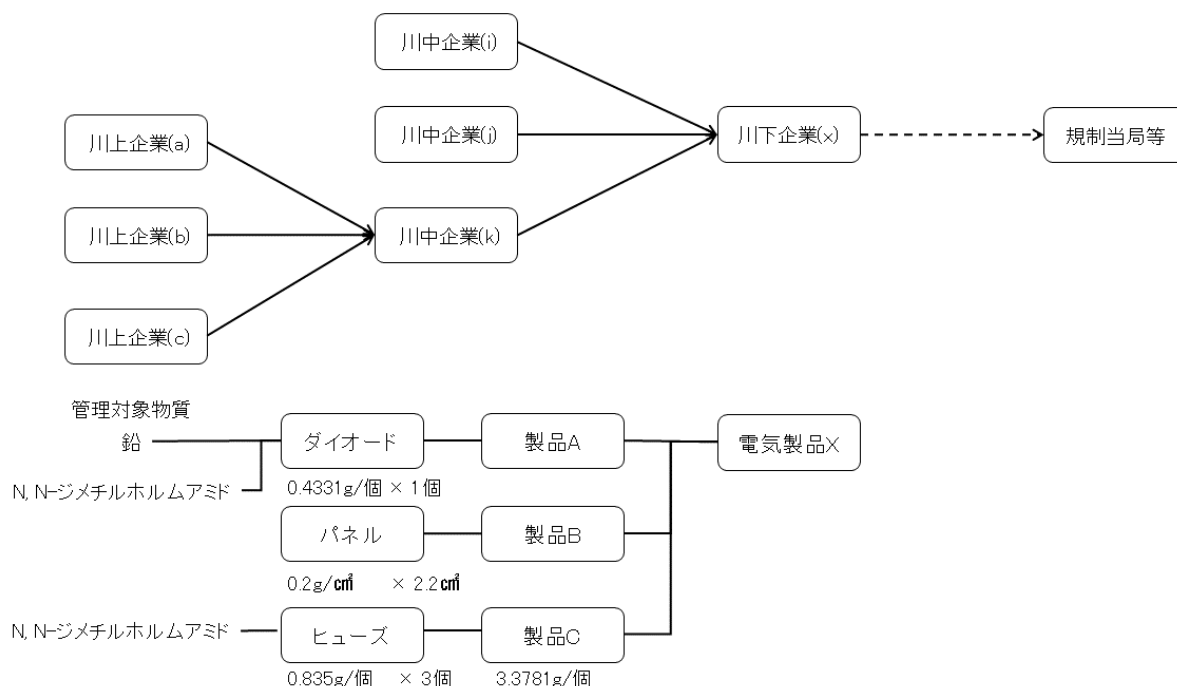 川中企業(i)
川上企業(a)
川中企業(j)
川下企業(x)
規制当局等
川上企業(b)
川中企業(k)
川上企業(c)
管理対象物質
鉛
ダイオード
製品A
電気製品X
N, N-ジメチルホルムアミド
0.4331g/個 × 1個
パネル
製品B
0.2g/c㎡ × 2.2c㎡
N, N-ジメチルホルムアミド
ヒューズ
製品C
0.835g/個 × 3個
3.3781g/個